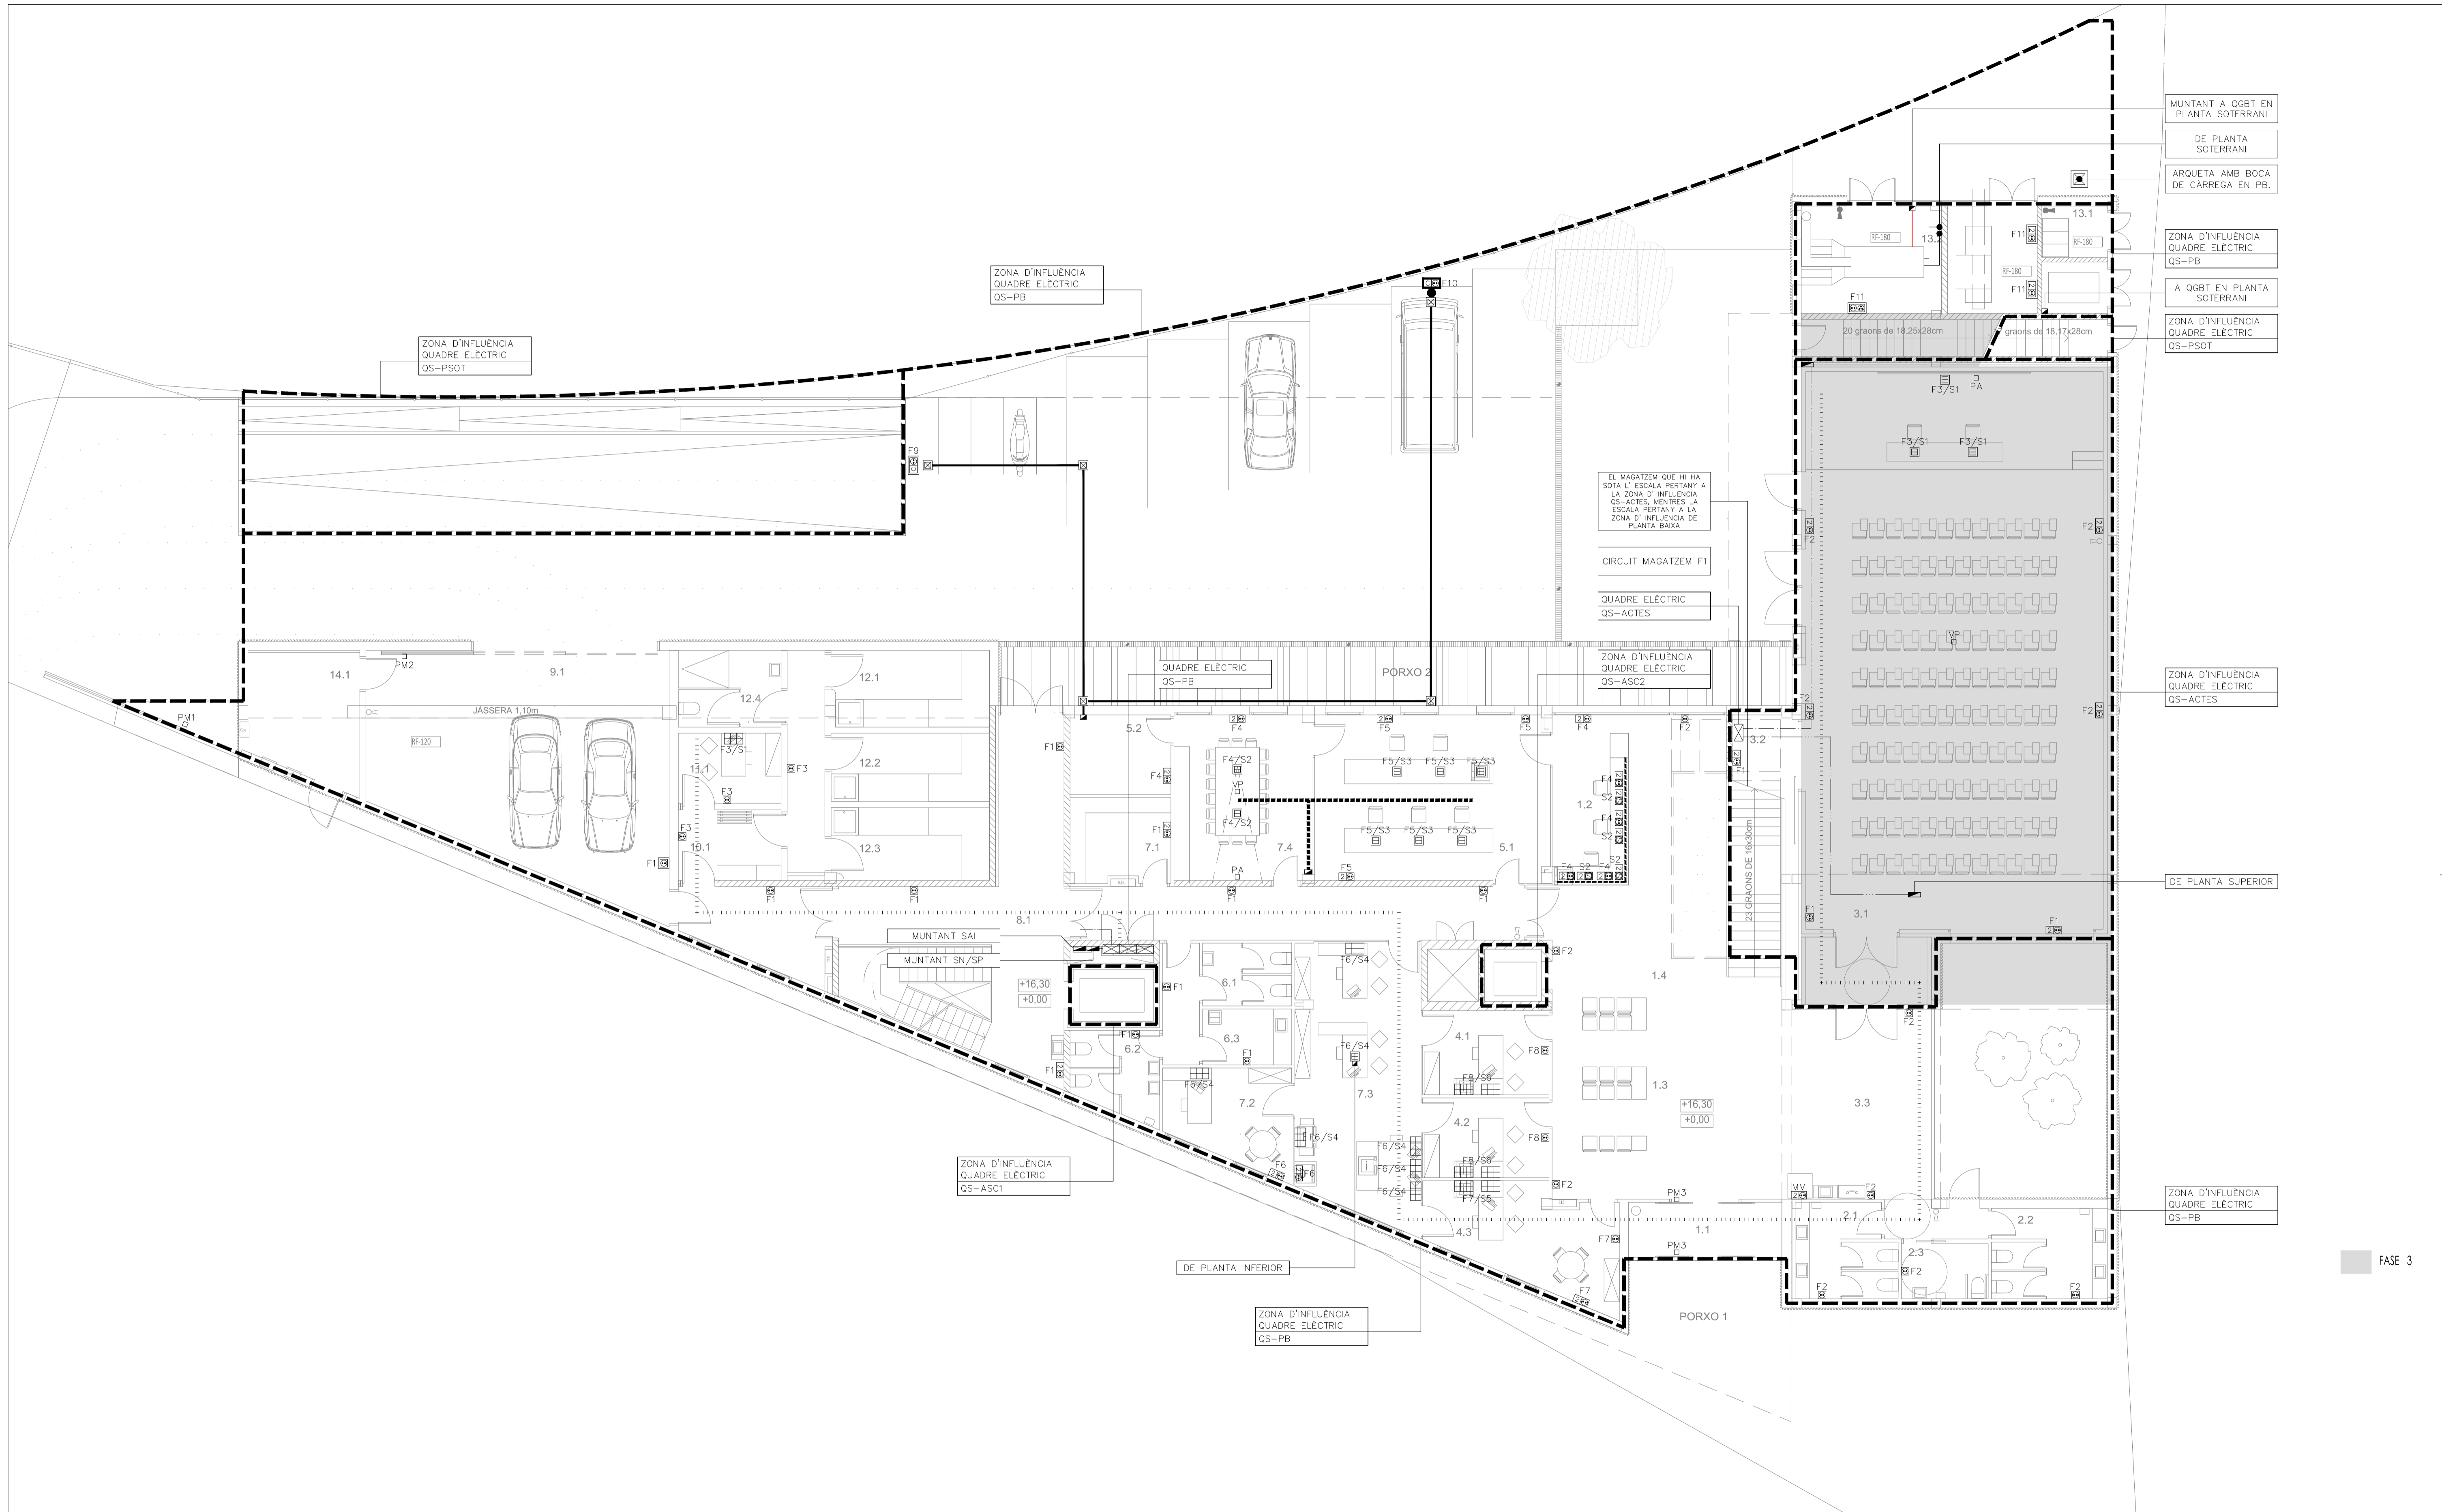 MUNTANT A QGBT EN
PLANTA SOTERRANI
DE PLANTA
SOTERRANI
ARQUETA AMB BOCA
DE CÀRREGA EN PB.
13.1
RF-180
13.2
RF-180
RF-180
F11
F11
F11
ZONA D'INFLUÈNCIA
QUADRE ELÈCTRIC
QS-PB
A QGBT EN PLANTA
SOTERRANI
ZONA D'INFLUÈNCIA
QUADRE ELÈCTRIC
QS-PSOT
20 graons de 18,25x28cm
graons de 18,17x28cm
ZONA D'INFLUÈNCIA
QUADRE ELÈCTRIC
QS-PB
F10
ZONA D'INFLUÈNCIA
QUADRE ELÈCTRIC
QS-PSOT
F3/S1
PA
F3/S1
F3/S1
F9
EL MAGATZEM QUE HI HA
SOTA L' ESCALA PERTANY A
LA ZONA D' INFLUENCIA
QS-ACTES, MENTRES LA
ESCALA PERTANY A LA
ZONA D' INFLUENCIA DE
PLANTA BAIXA
F2
F2
CIRCUIT MAGATZEM F1
QUADRE ELÈCTRIC
QS-ACTES
VP
ZONA D'INFLUÈNCIA
QUADRE ELÈCTRIC
QS-ASC2
QUADRE ELÈCTRIC
QS-PB
PORXO 2
ZONA D'INFLUÈNCIA
QUADRE ELÈCTRIC
QS-ACTES
14.1
PM2
9.1
12.4
12.1
JÀSSERA 1,10m
PM1
RF-120
F2
F2
5.2
F4
F5
F5
F4
F2
3.2
F1
F3/S1
11.1
F3
12.2
F1
F4
F4/S2
VP
F5/S3
F5/S3
F5/S3
F4
S2
1.2
F3
F3
F1
F4/S2
F5/S3
F5/S3
F5/S3
F4
S2
10.1
12.3
7.1
7.4
5.1
F1
PA
F5
F4
S2
F4
S2
23 GRAONS DE 16x30cm
DE PLANTA SUPERIOR
F1
F1
F1
F1
8.1
F1
3.1
F1
MUNTANT SAI
MUNTANT SN/SP
F6/S4
F2
1.4
+16,30
+0,00
F1
6.1
F2
F1
6.2
6.3
F1
F1
F6/S4
4.1
F8
F8/S6
F6/S4
7.2
7.3
1.3
+16,30
+0,00
3.3
4.2
F8
F6/S4
F6/S4
F6/S4
F6/S4
F8/S6
F7/S5
F6
F6
ZONA D'INFLUÈNCIA
QUADRE ELÈCTRIC
QS-ASC1
F2
PM3
MV
F2
ZONA D'INFLUÈNCIA
QUADRE ELÈCTRIC
QS-PB
4.3
F7
1.1
PM3
2.1
2.2
2.3
F2
DE PLANTA INFERIOR
F7
F2
F2
FASE 3
PORXO 1
ZONA D'INFLUÈNCIA
QUADRE ELÈCTRIC
QS-PB